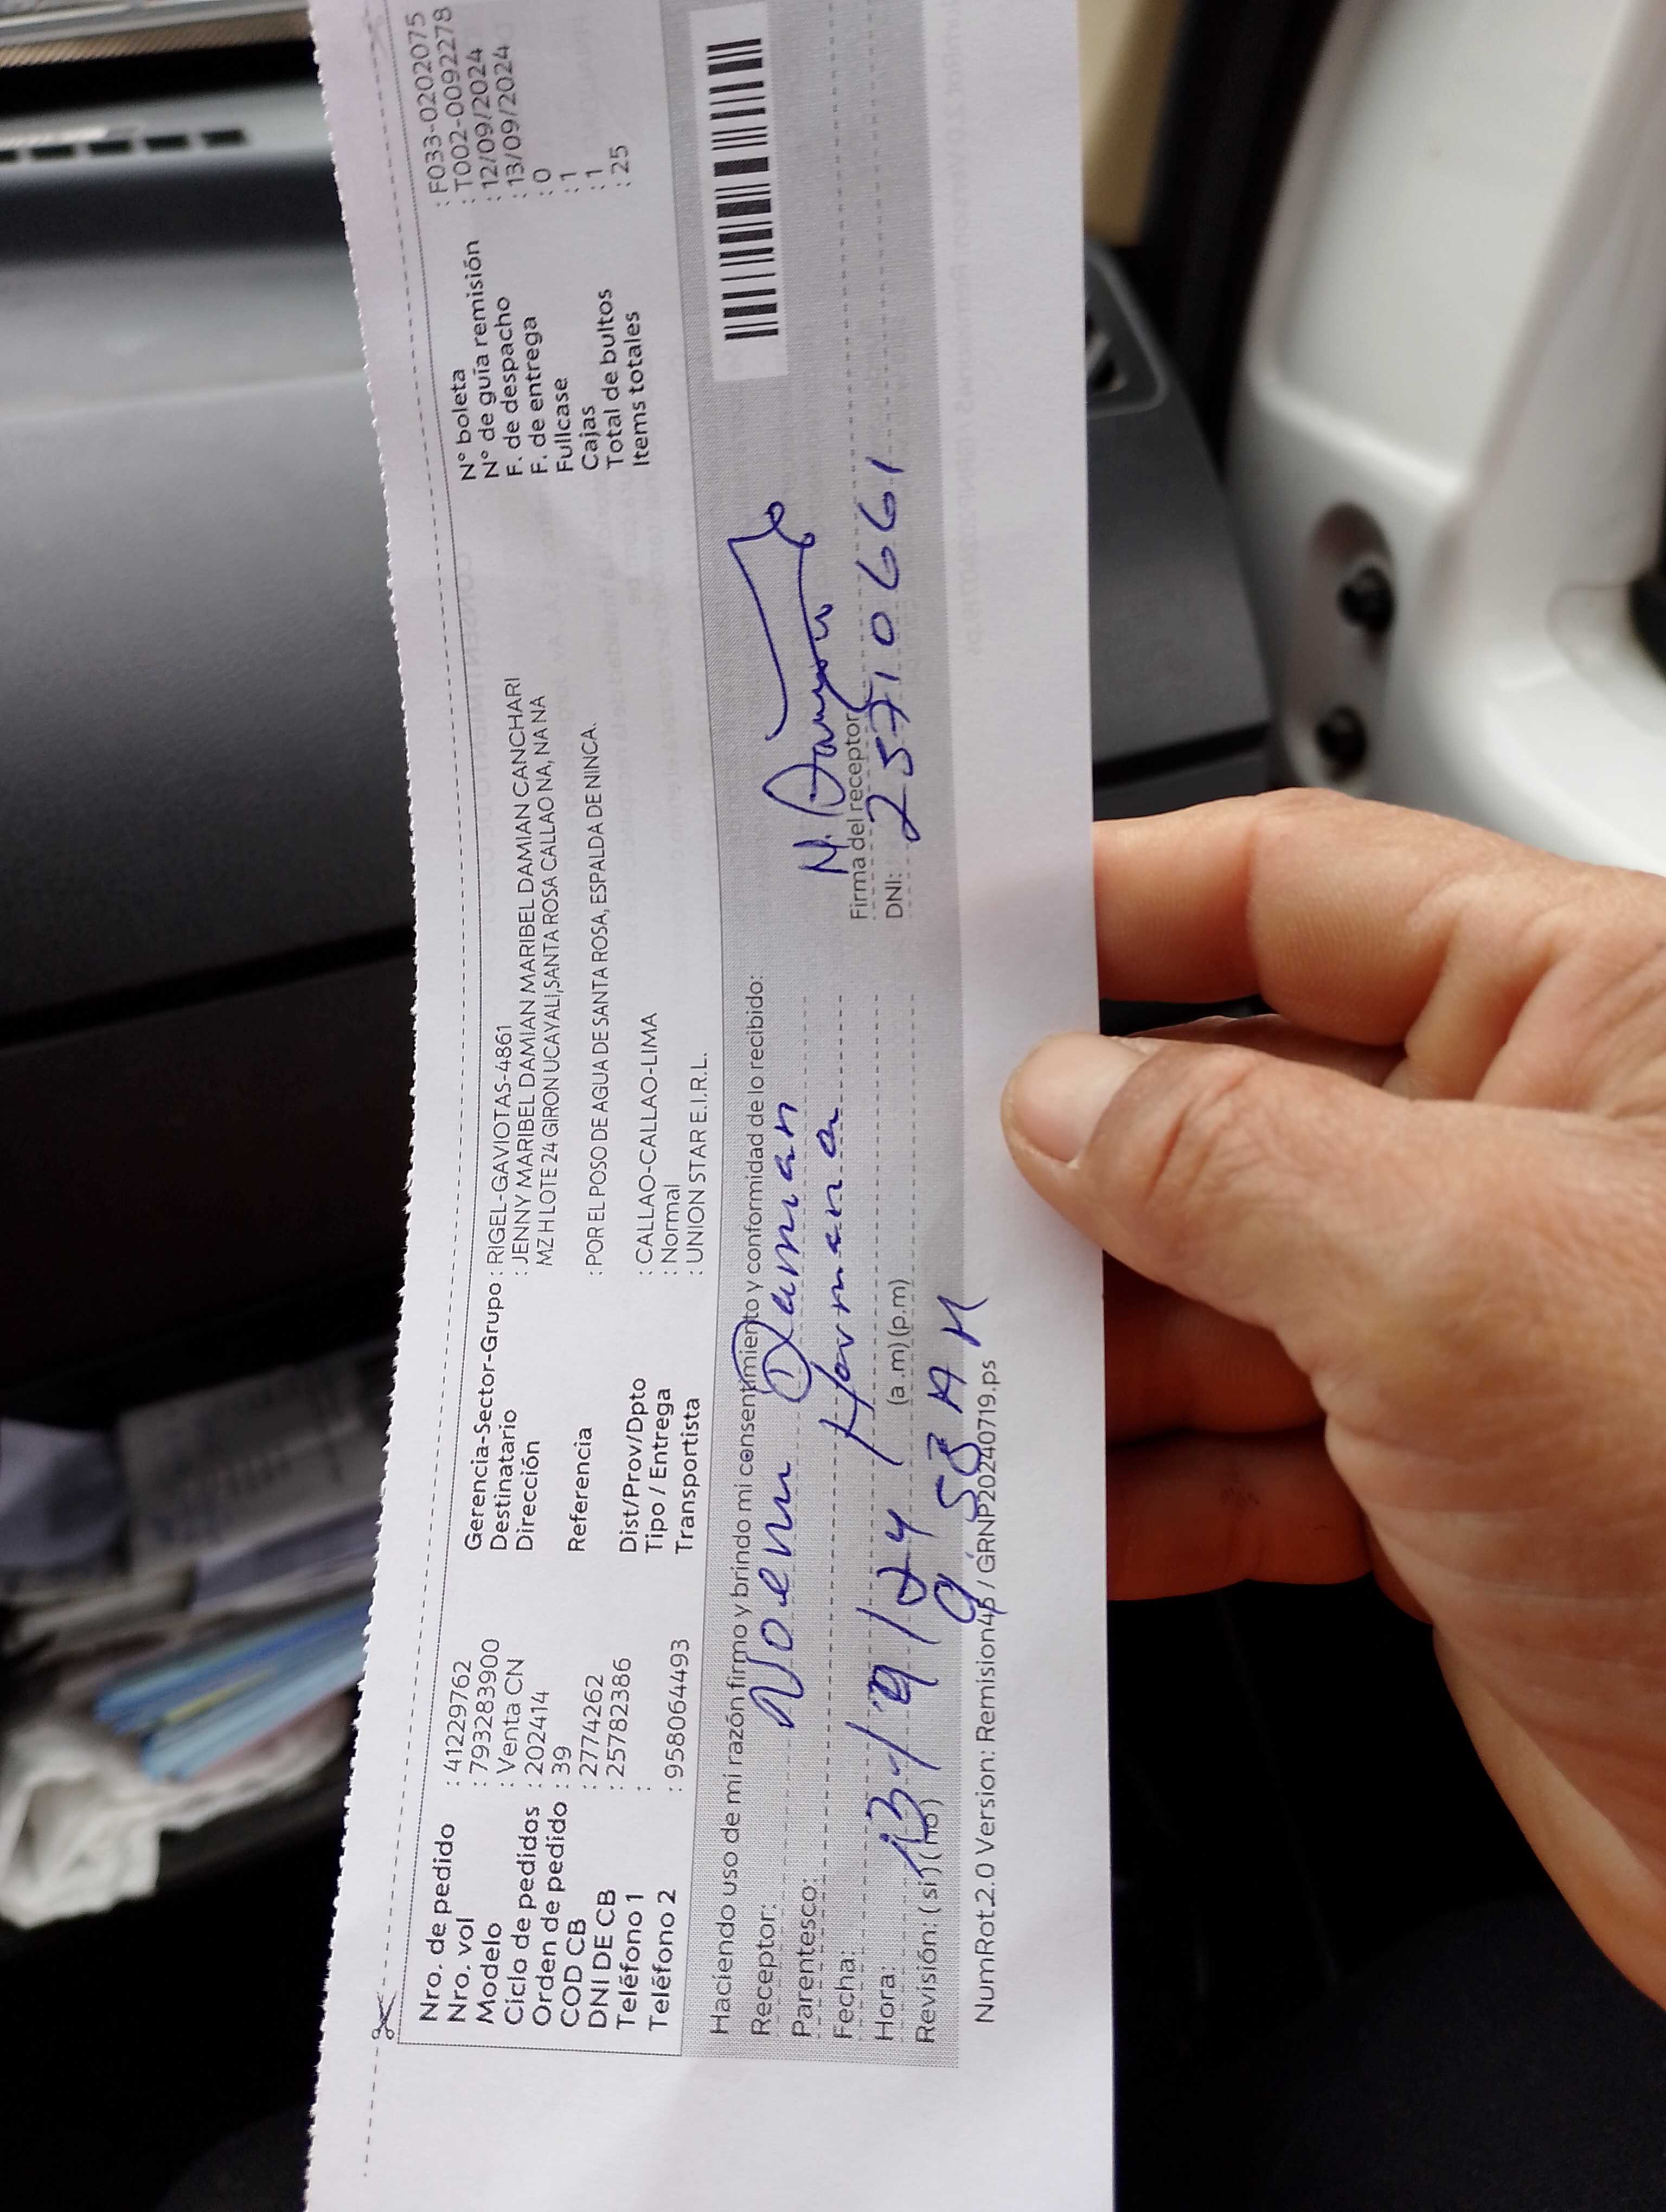 Nro. de pedido : 41229762
Nro. vol : 793283900
Modelo : Venta CN
Ciclo de pedidos : 202414
Orden de pedido : 39
COD CB : 2774262
DNI DE CB : 25782386
Teléfono 1 :
Teléfono 2 : 958064493
Gerencia-Sector-Grupo : RIGEL-GAVIOTAS-4861
Destinatario : JENNY MARIBEL DAMIAN MARIBEL DAMIAN CANCHARI
Dirección MZ H LOTE 24 GIRON UCAYALI,SANTA ROSA CALLAO NA, NA NA
Referencia : POR EL POSO DE AGUA DE SANTA ROSA, ESPALDA DE NINCA.
Dist/Prov/Dpto : CALLAO-CALLAO-LIMA
Tipo / Entrega : Normal
Transportista : UNION STAR E.I.R.L.
N° boleta : F033-0202075
N° de guía remisión : T002-0092278
F. de despacho : 12/09/2024
F. de entrega : 13/09/2024
Fullcase : 0
Cajas : 1
Total de bultos : 1
Items totales : 25
Haciendo uso de mi razón firmo y brindo mi consentimiento y conformidad de lo recibido:
Receptor: Noemi Damian
Parentesco: Hermana
Fecha: 13/9/24
Hora: 9 58 AM (a.m) (p.m)
Revisión: (si) (no)
Firma del receptor
DNI: 25710661
NumRot2.0 Version: Remision45 / GRNP20240719.ps